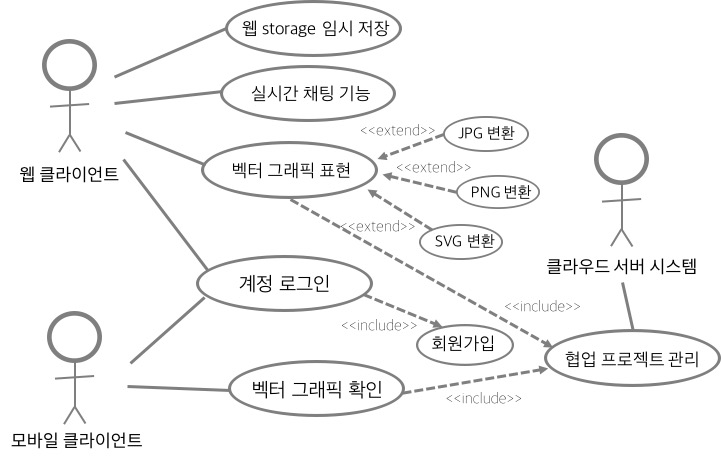 웹 storage 임시 저장
실시간 채팅 기능
<<extend>>
JPG 변환
웹 클라이언트
벡터 그래픽 표현
<<extend>>
PNG 변환
<<extend>>
SVG 변환
클라우드 서버 시스템
계정 로그인
<<include>>
<<include>>
회원가입
협업 프로젝트 관리
벡터 그래픽 확인
<<include>>
모바일 클라이언트